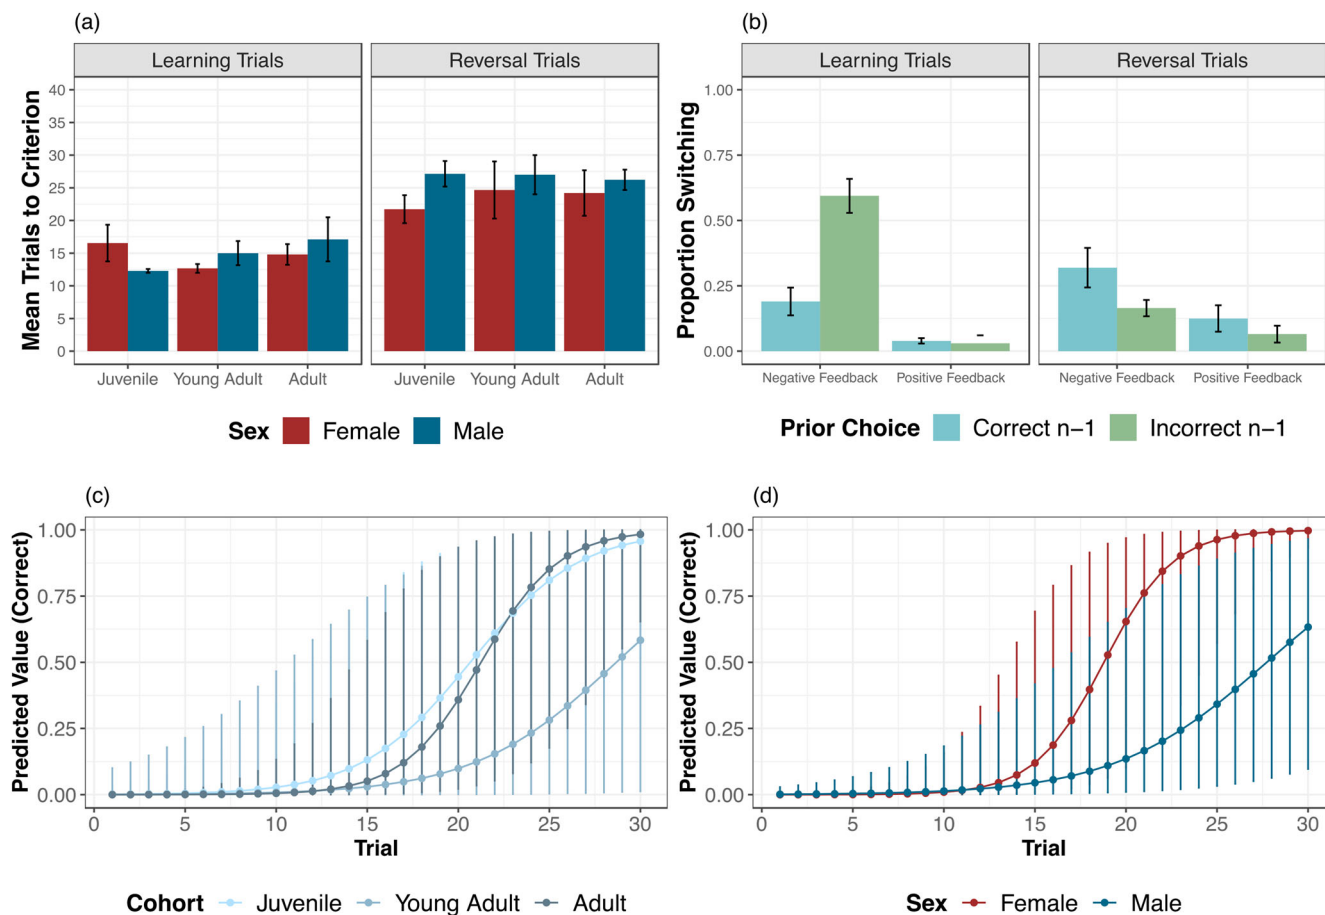 (a)
Learning Trials
Reversal Trials
Mean Trials to Criterion
40
35
30
25
20
15
10
5
0
Juvenile
Young Adult
Adult
Juvenile
Young Adult
Adult
Sex Female Male
(b)
Learning Trials
Reversal Trials
Proportion Switching
1.00
0.75
0.50
0.25
0.00
Negative Feedback
Positive Feedback
Negative Feedback
Positive Feedback
Prior Choice Correct n−1 Incorrect n−1
(c)
Predicted Value (Correct)
1.00
0.75
0.50
0.25
0.00
0 5 10 15 20 25 30
Trial
Cohort Juvenile Young Adult Adult
(d)
Predicted Value (Correct)
1.00
0.75
0.50
0.25
0.00
0 5 10 15 20 25 30
Trial
Sex Female Male